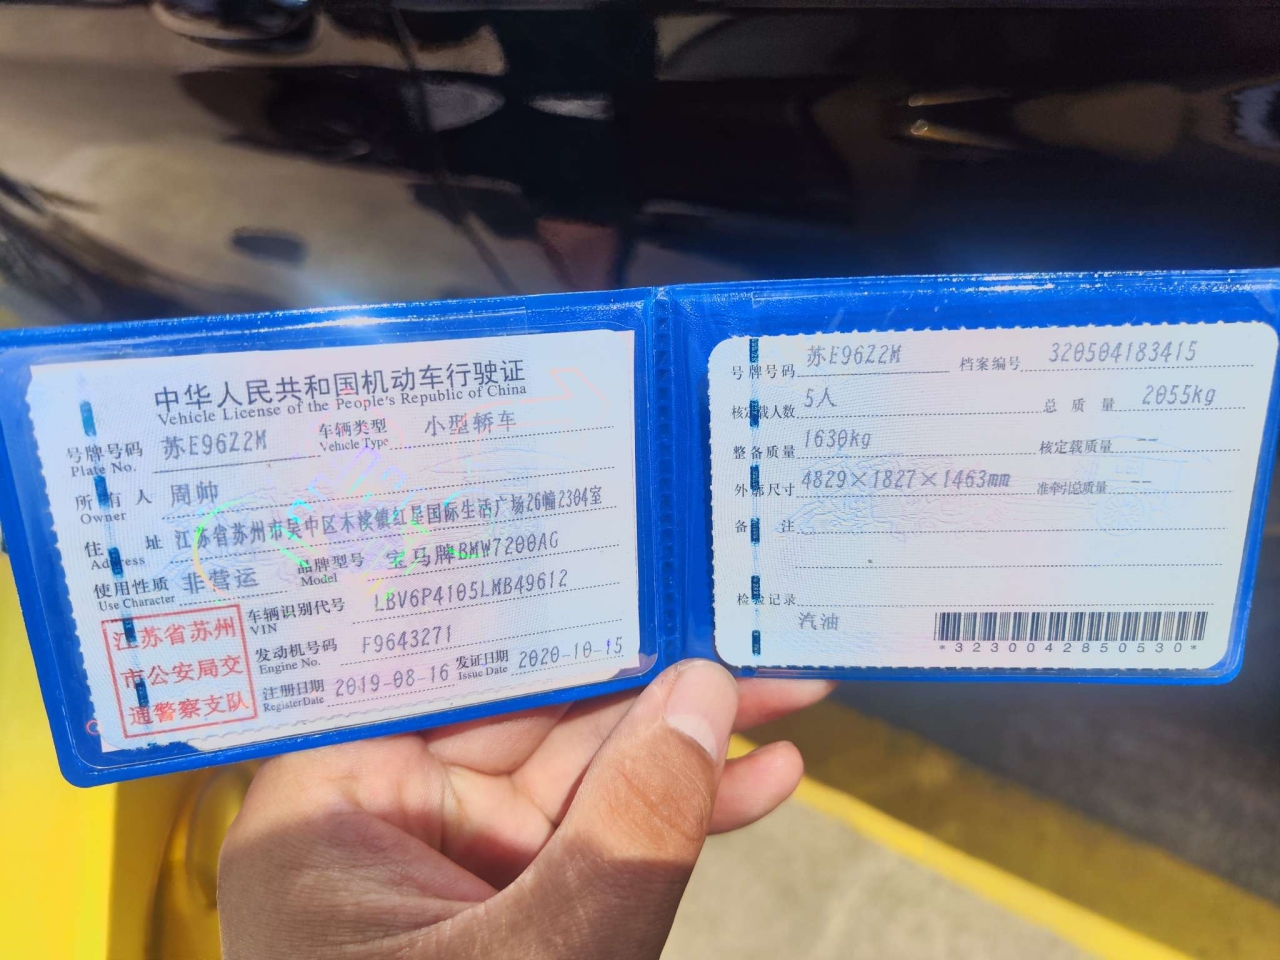 中华人民共和国机动车行驶证
Vehicle License of the People's Republic of China
号牌号码 苏E96Z2M 车辆类型 小型轿车
Plate No. Vehicle Type
所有人 周帅
Owner
住址 江苏省苏州市吴中区木渎镇红星国际生活广场26幢2304室
Address
使用性质 非营运 品牌型号 宝马牌BMW7200AG
Use Character Model
车辆识别代号 LBV6P4105LMB49612
VIN
发动机号码 F9643271
Engine No.
注册日期 2019-08-16 发证日期 2020-10-15
Register Date Issue Date
江苏省苏州
市公安局交
通警察支队
号牌号码 苏E96Z2M 档案编号 320504183415
核定载人数 5人 总质量 2055kg
整备质量 1630kg 核定载质量 --
外廓尺寸 4829×1827×1463mm 准牵引总质量 --
备注
检验记录
汽油
*3230042850530*